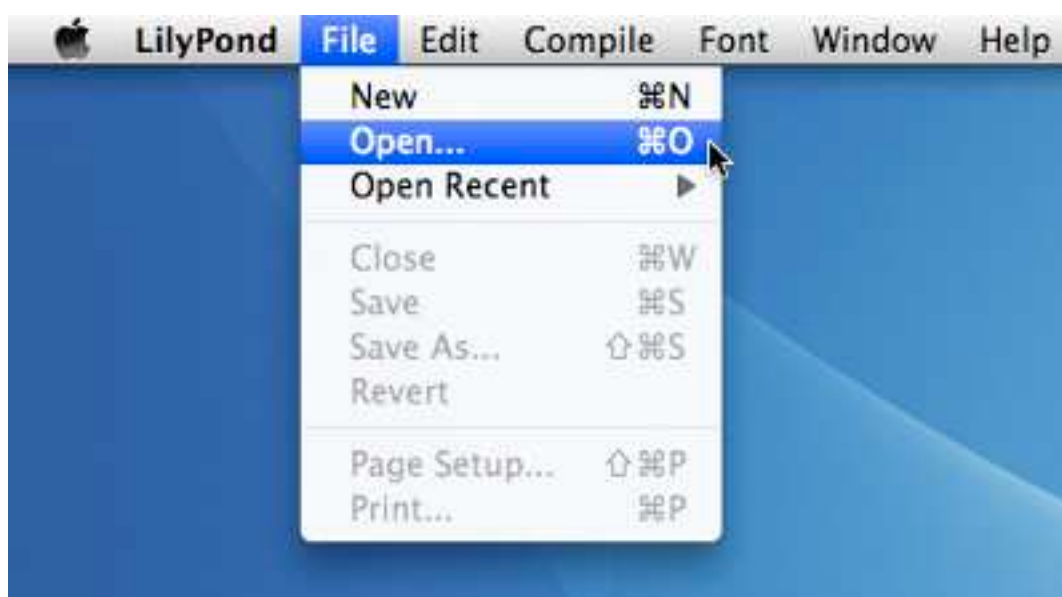 LilyPond File Edit Compile Font Window Help
New ⌘N
Open... ⌘O
Open Recent ▶
Close ⌘W
Save ⌘S
Save As... ⇧⌘S
Revert
Page Setup... ⇧⌘P
Print... ⌘P